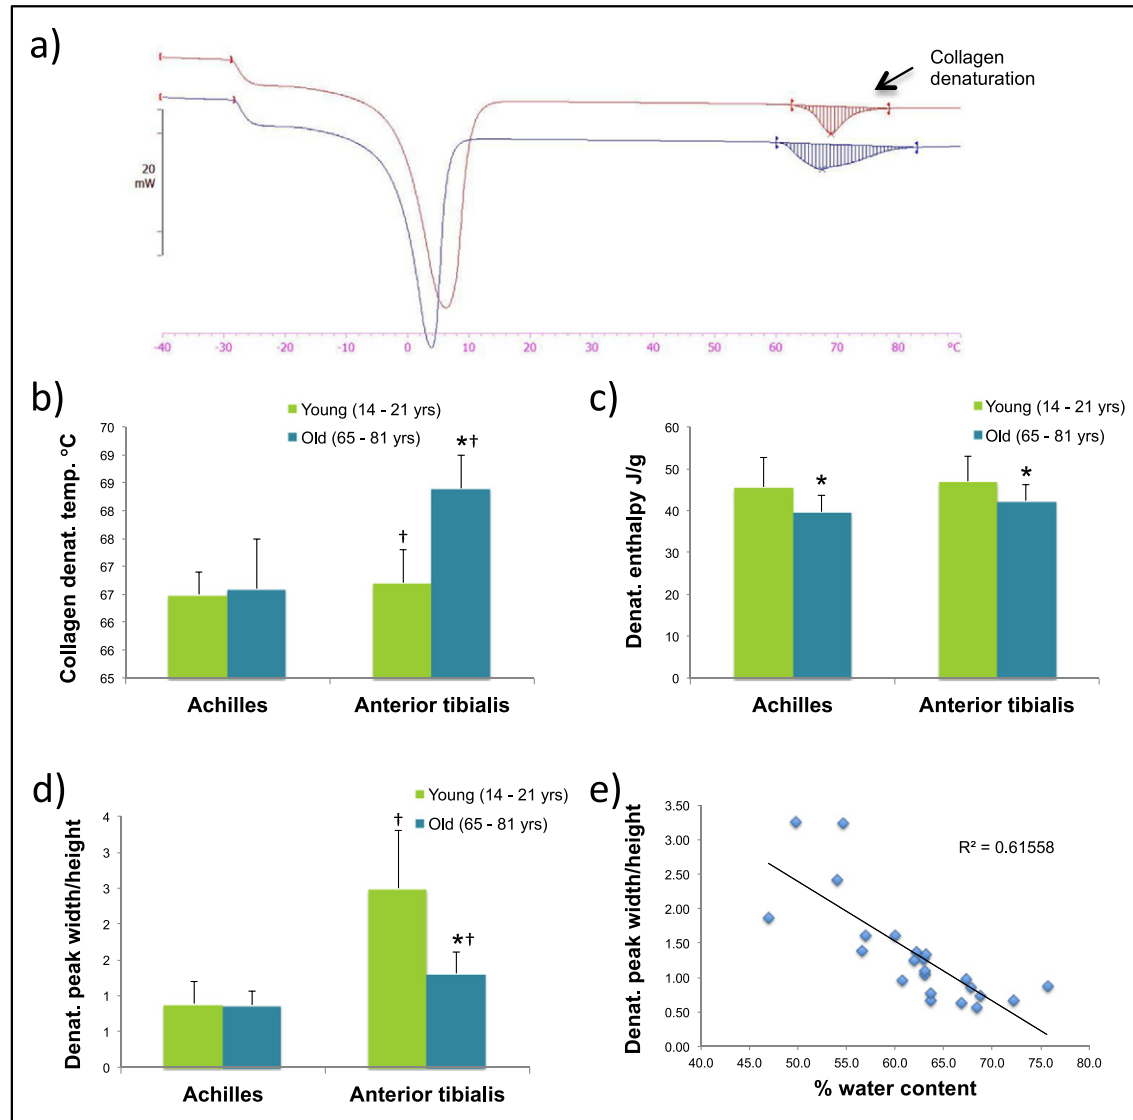 a)
Collagen
denaturation
20
mW
-40 -30 -20 -10 0 10 20 30 40 50 60 70 80 °C
b)
Young (14 - 21 yrs)
Old (65 - 81 yrs)
Collagen denat. temp. °C
70
69
69
68
68
67
67
66
66
65
*†
†
Achilles Anterior tibialis
c)
Young (14 - 21 yrs)
Old (65 - 81 yrs)
Denat. enthalpy J/g
60
50
40
30
20
10
0
* *
Achilles Anterior tibialis
d)
Young (14 - 21 yrs)
Old (65 - 81 yrs)
Denat. peak width/height
4
3
3
2
2
1
1
0
†
*†
Achilles Anterior tibialis
e)
Denat. peak width/height
3.50
3.00
2.50
2.00
1.50
1.00
0.50
0.00
R² = 0.61558
40.0 45.0 50.0 55.0 60.0 65.0 70.0 75.0 80.0
% water content